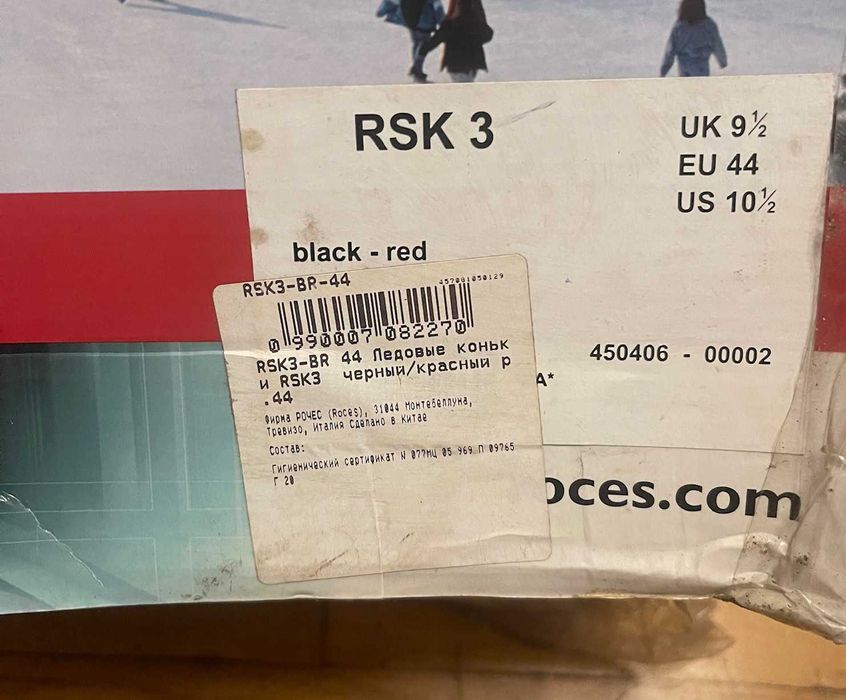 RSK 3
UK 9½
EU 44
US 10½
black - red
RSK3-BR-44
457081050129
0 990007 082270
RSK3-BR 44 Ледовые коньк
и RSK3 черный/красный р
.44
Фирма РОЧЕС (Roces), 31044 Монтебеллуна,
Тревизо, Италия Сделано в Китае
Состав:
Гигиенический сертификат N 077МЦ 05 969 П 09765
Г 20
A*
450406 - 00002
oces.com